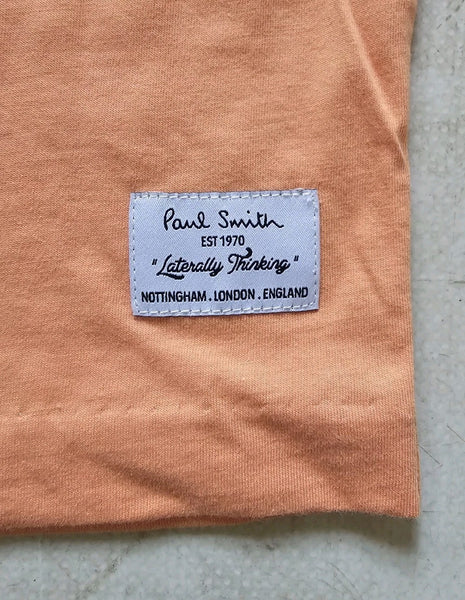 Paul Smith
EST 1970
"Laterally Thinking"
NOTTINGHAM . LONDON . ENGLAND